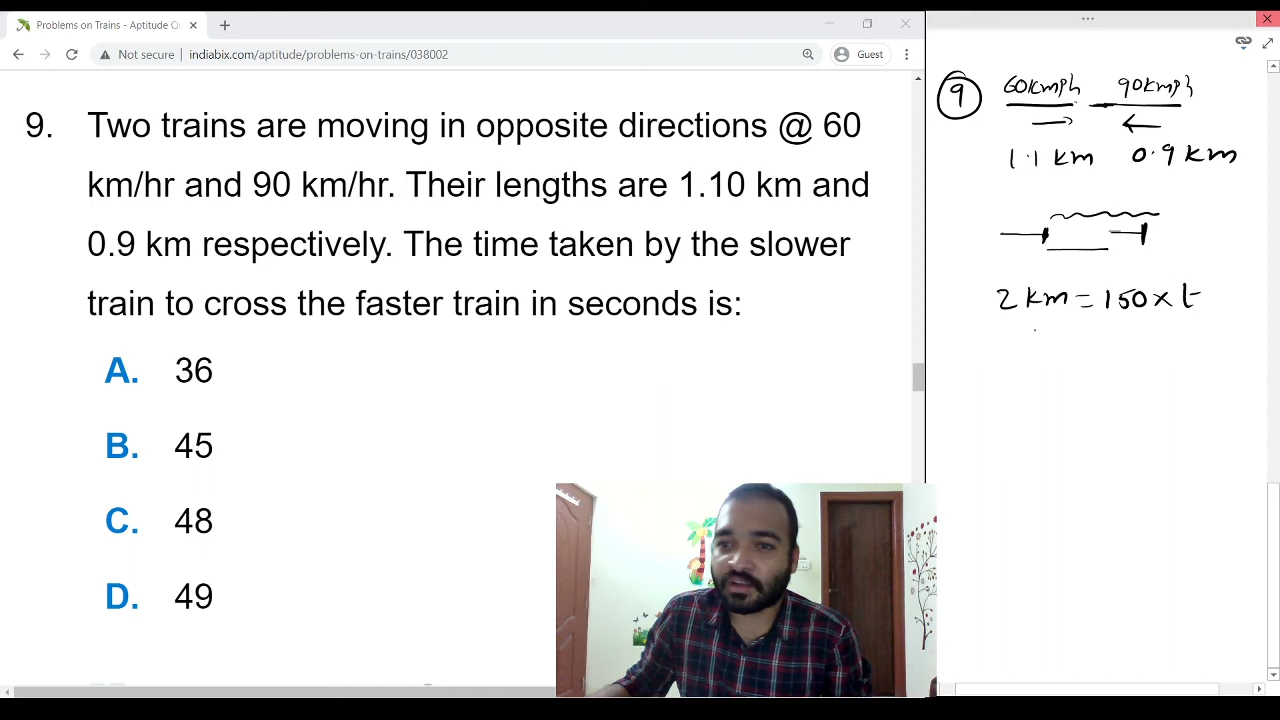 Problems on Trains - Aptitude Q
Not secure | indiabix.com/aptitude/problems-on-trains/038002
Guest
9. Two trains are moving in opposite directions @ 60
km/hr and 90 km/hr. Their lengths are 1.10 km and
0.9 km respectively. The time taken by the slower
train to cross the faster train in seconds is:
A. 36
B. 45
C. 48
D. 49
9 60kmph 90kmph
1.1 km 0.9 km
2 km = 150 × t